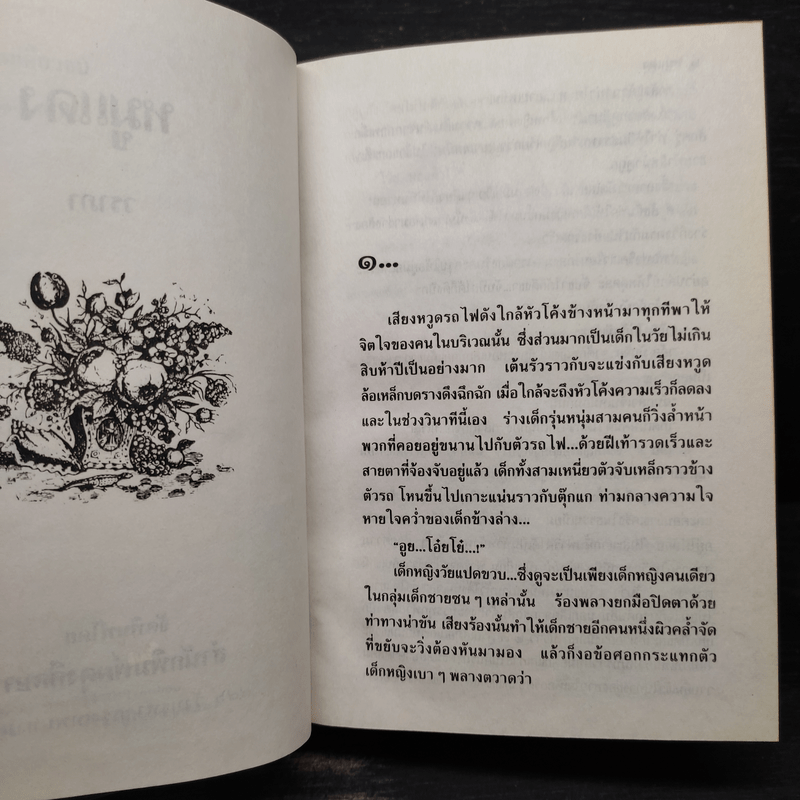 ๑...
เสียงหวูดรถไฟดังใกล้หัวโค้งข้างหน้ามาทุกทีพาให้
จิตใจของคนในบริเวณนั้น ซึ่งส่วนมากเป็นเด็กในวัยไม่เกิน
สิบห้าปีเป็นอย่างมาก เต้นรัวราวกับจะแข่งกับเสียงหวูด
ล้อเหล็กบดรางดึงฉึกฉัก เมื่อใกล้จะถึงหัวโค้งความเร็วก็ลดลง
และในช่วงวินาทีนี้เอง ร่างเด็กรุ่นหนุ่มสามคนก็วิ่งล้ำหน้า
พวกที่คอยอยู่ขนานไปกับตัวรถไฟ...ด้วยฝีเท้ารวดเร็วและ
สายตาที่จ้องจับอยู่แล้ว เด็กทั้งสามเหนี่ยวตัวจับเหล็กราวข้าง
ตัวรถ โหนขึ้นไปเกาะแน่นราวกับตุ๊กแก ท่ามกลางความใจ
หายใจคว่ำของเด็กข้างล่าง...
“อูย...โอ๋ยโย๋...!”
เด็กหญิงวัยแปดขวบ...ซึ่งดูจะเป็นเพียงเด็กหญิงคนเดียว
ในกลุ่มเด็กชายซน ๆ เหล่านั้น ร้องพลางยกมือปิดตาด้วย
ท่าทางน่าขัน เสียงร้องนั้นทำให้เด็กชายอีกคนหนึ่งผิวคล้ำจัด
ที่ขยับจะวิ่งต้องหันมามอง แล้วก็งอข้อศอกกระแทกตัว
เด็กหญิงเบา ๆ พลางตวาดว่า